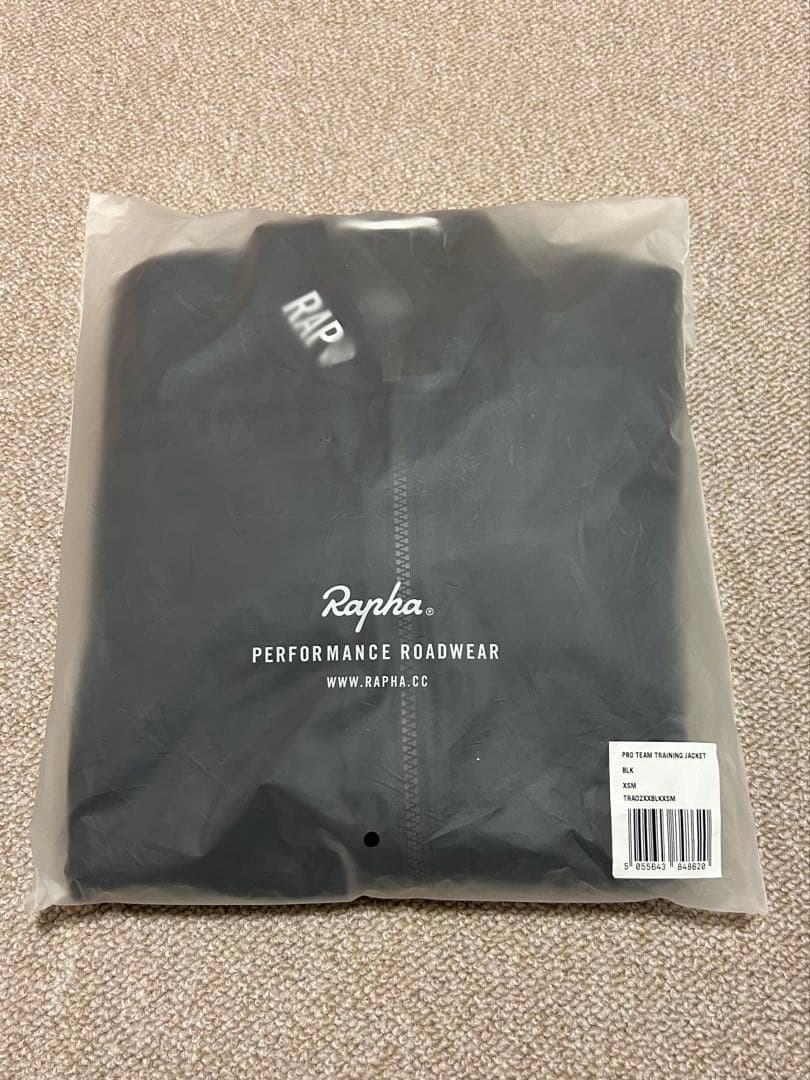 RAP
Rapha®
PERFORMANCE ROADWEAR
WWW.RAPHA.CC
PRO TEAM TRAINING JACKET
BLK
XSM
TRA02XXBLKXSM
5 055643 848620